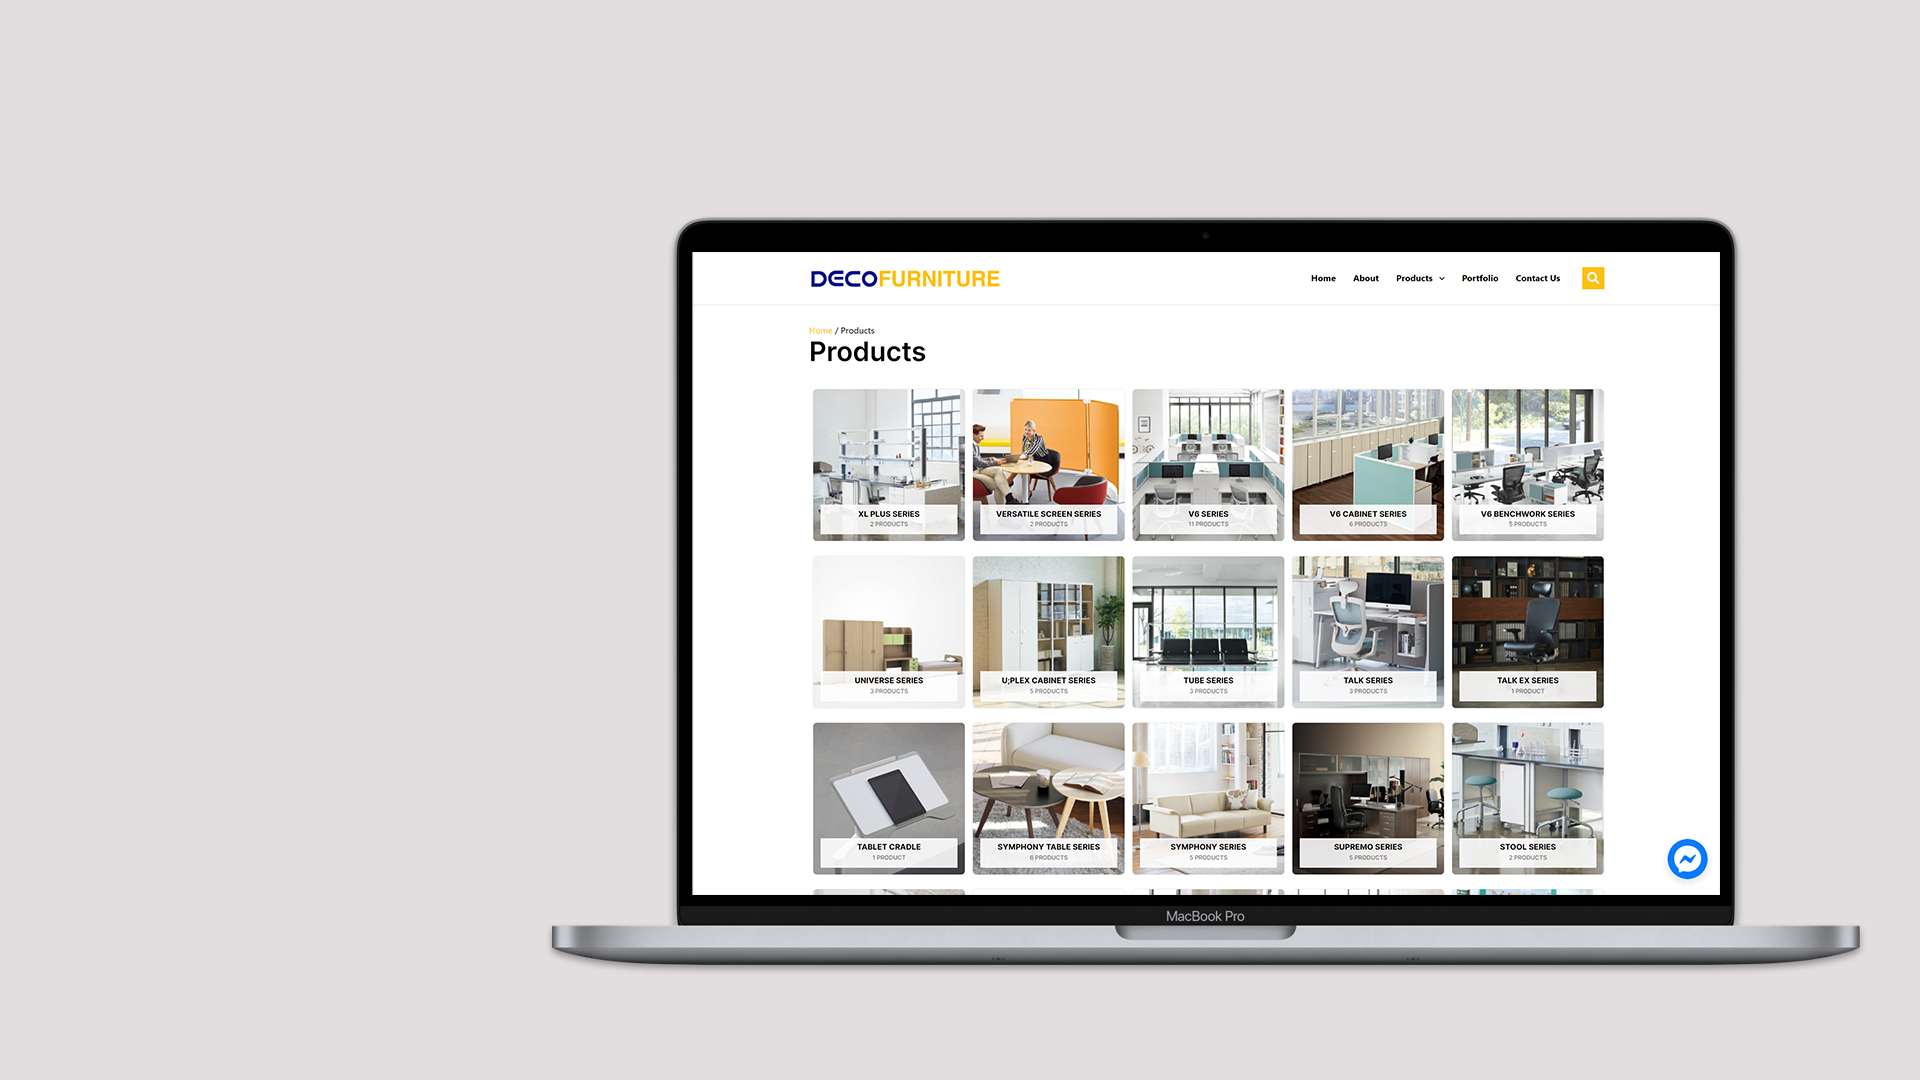 DECOFURNITURE
Home About Products Portfolio Contact Us
Home / Products
Products
XL PLUS SERIES
2 PRODUCTS
VERSATILE SCREEN SERIES
2 PRODUCTS
V6 SERIES
11 PRODUCTS
V6 CABINET SERIES
6 PRODUCTS
V6 BENCHWORK SERIES
5 PRODUCTS
UNIVERSE SERIES
3 PRODUCTS
U;PLEX CABINET SERIES
5 PRODUCTS
TUBE SERIES
3 PRODUCTS
TALK SERIES
3 PRODUCTS
TALK EX SERIES
1 PRODUCT
TABLET CRADLE
1 PRODUCT
SYMPHONY TABLE SERIES
6 PRODUCTS
SYMPHONY SERIES
5 PRODUCTS
SUPREMO SERIES
5 PRODUCTS
STOOL SERIES
2 PRODUCTS
MacBook Pro